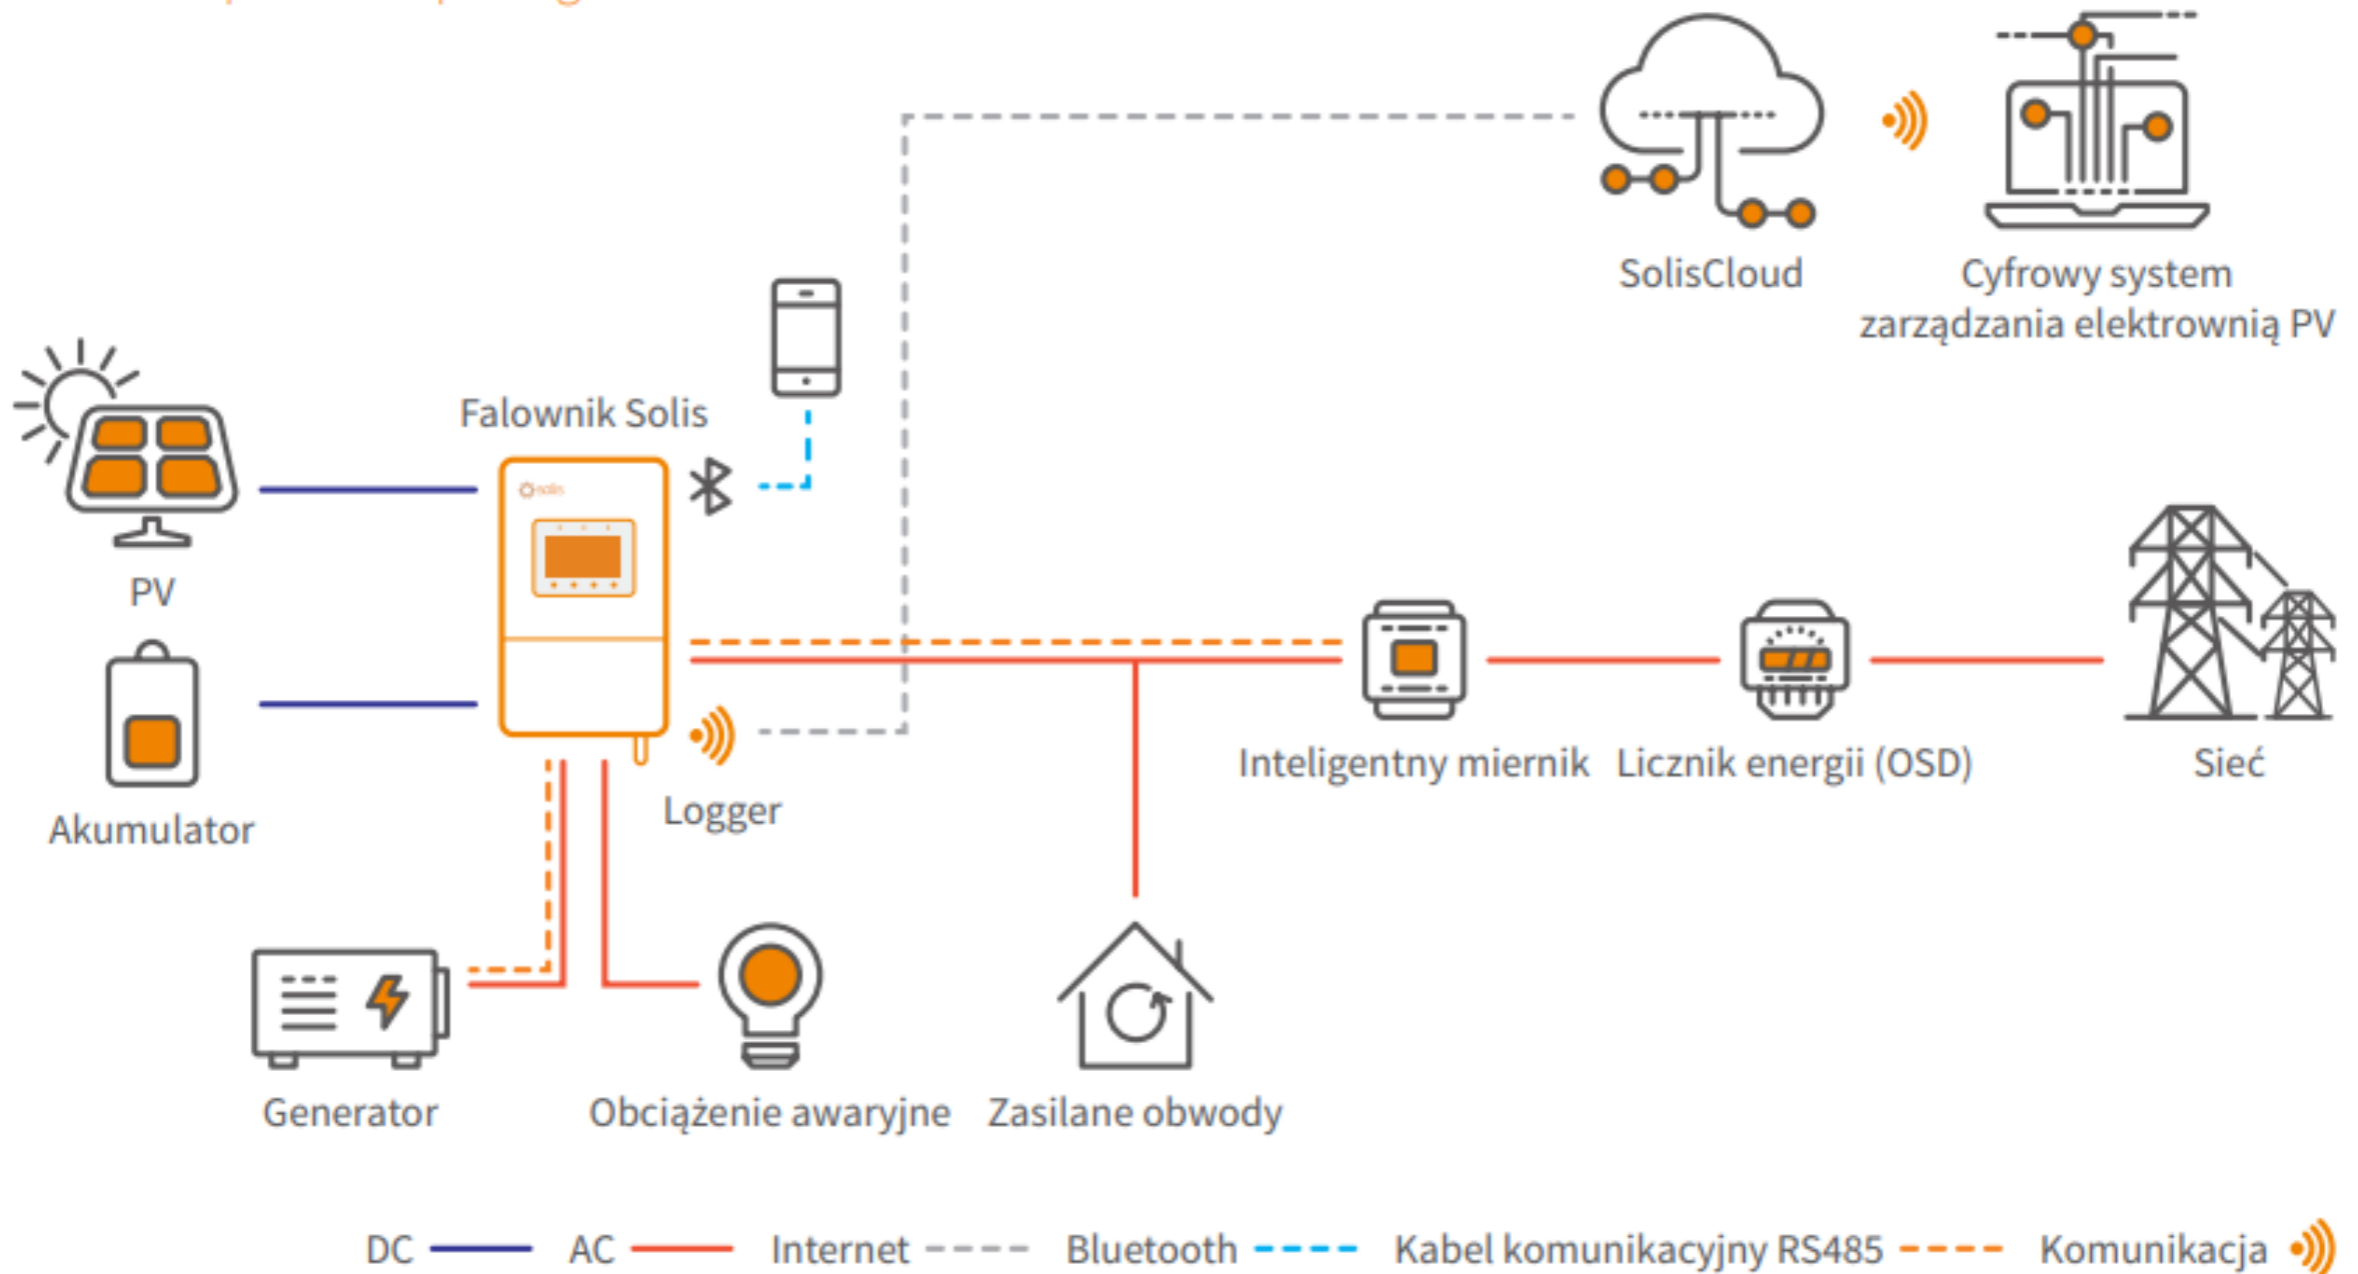 SolisCloud
Cyfrowy system
zarządzania elektrownią PV
Falownik Solis
solis
PV
Akumulator
Logger
Inteligentny miernik
Licznik energii (OSD)
Sieć
Generator
Obciążenie awaryjne
Zasilane obwody
DC
AC
Internet
Bluetooth
Kabel komunikacyjny RS485
Komunikacja